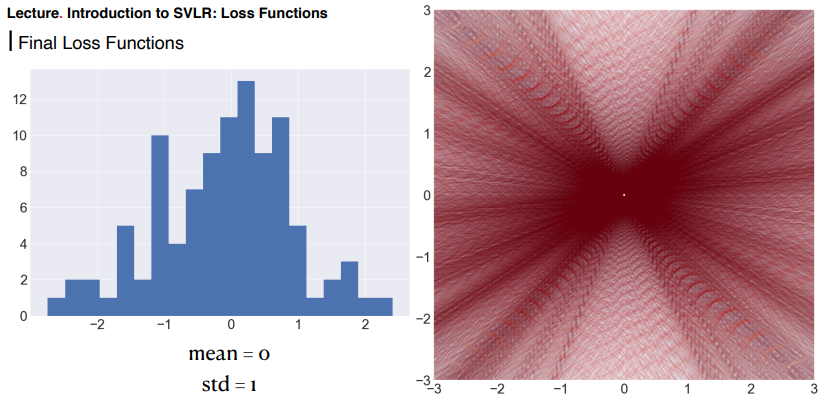 Lecture. Introduction to SVLR: Loss Functions
Final Loss Functions
12
10
8
6
4
2
0
−2 −1 0 1 2
mean = 0
std = 1
3
2
1
0
−1
−2
−3
−3 −2 −1 0 1 2 3